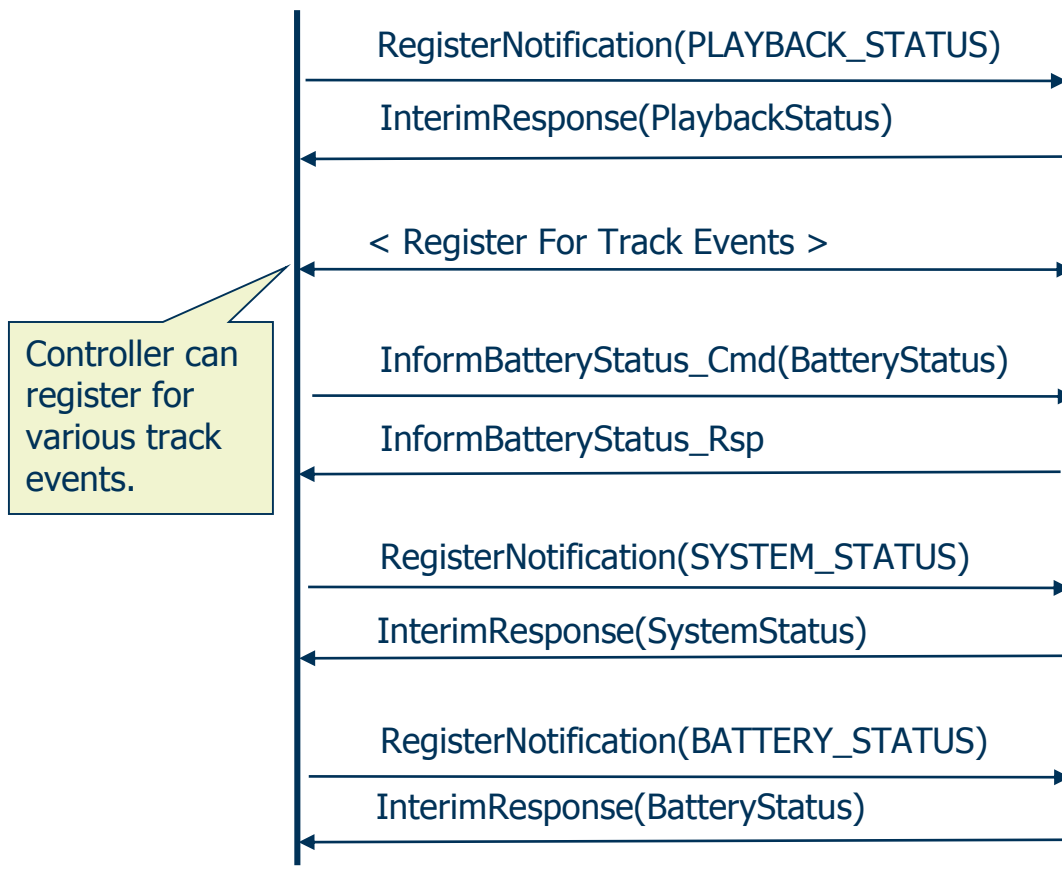 RegisterNotification(PLAYBACK_STATUS)
InterimResponse(PlaybackStatus)
< Register For Track Events >
Controller can
register for
various track
events.
InformBatteryStatus_Cmd(BatteryStatus)
InformBatteryStatus_Rsp
RegisterNotification(SYSTEM_STATUS)
InterimResponse(SystemStatus)
RegisterNotification(BATTERY_STATUS)
InterimResponse(BatteryStatus)